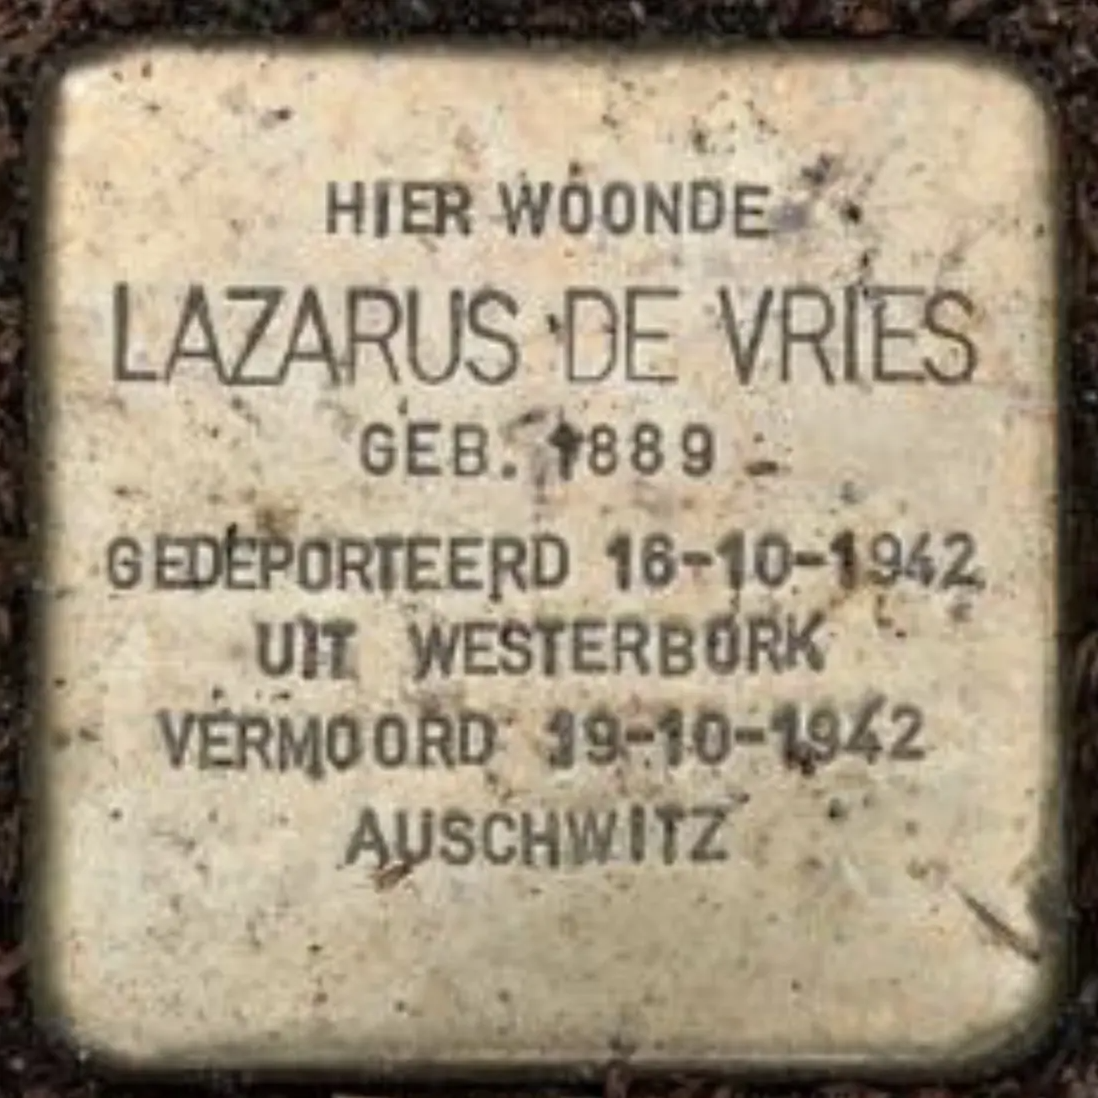 HIER WOONDE
LAZARUS DE VRIES
GEB. 1889
GEDEPORTEERD 16-10-1942
UIT WESTERBORK
VERMOORD 19-10-1942
AUSCHWITZ